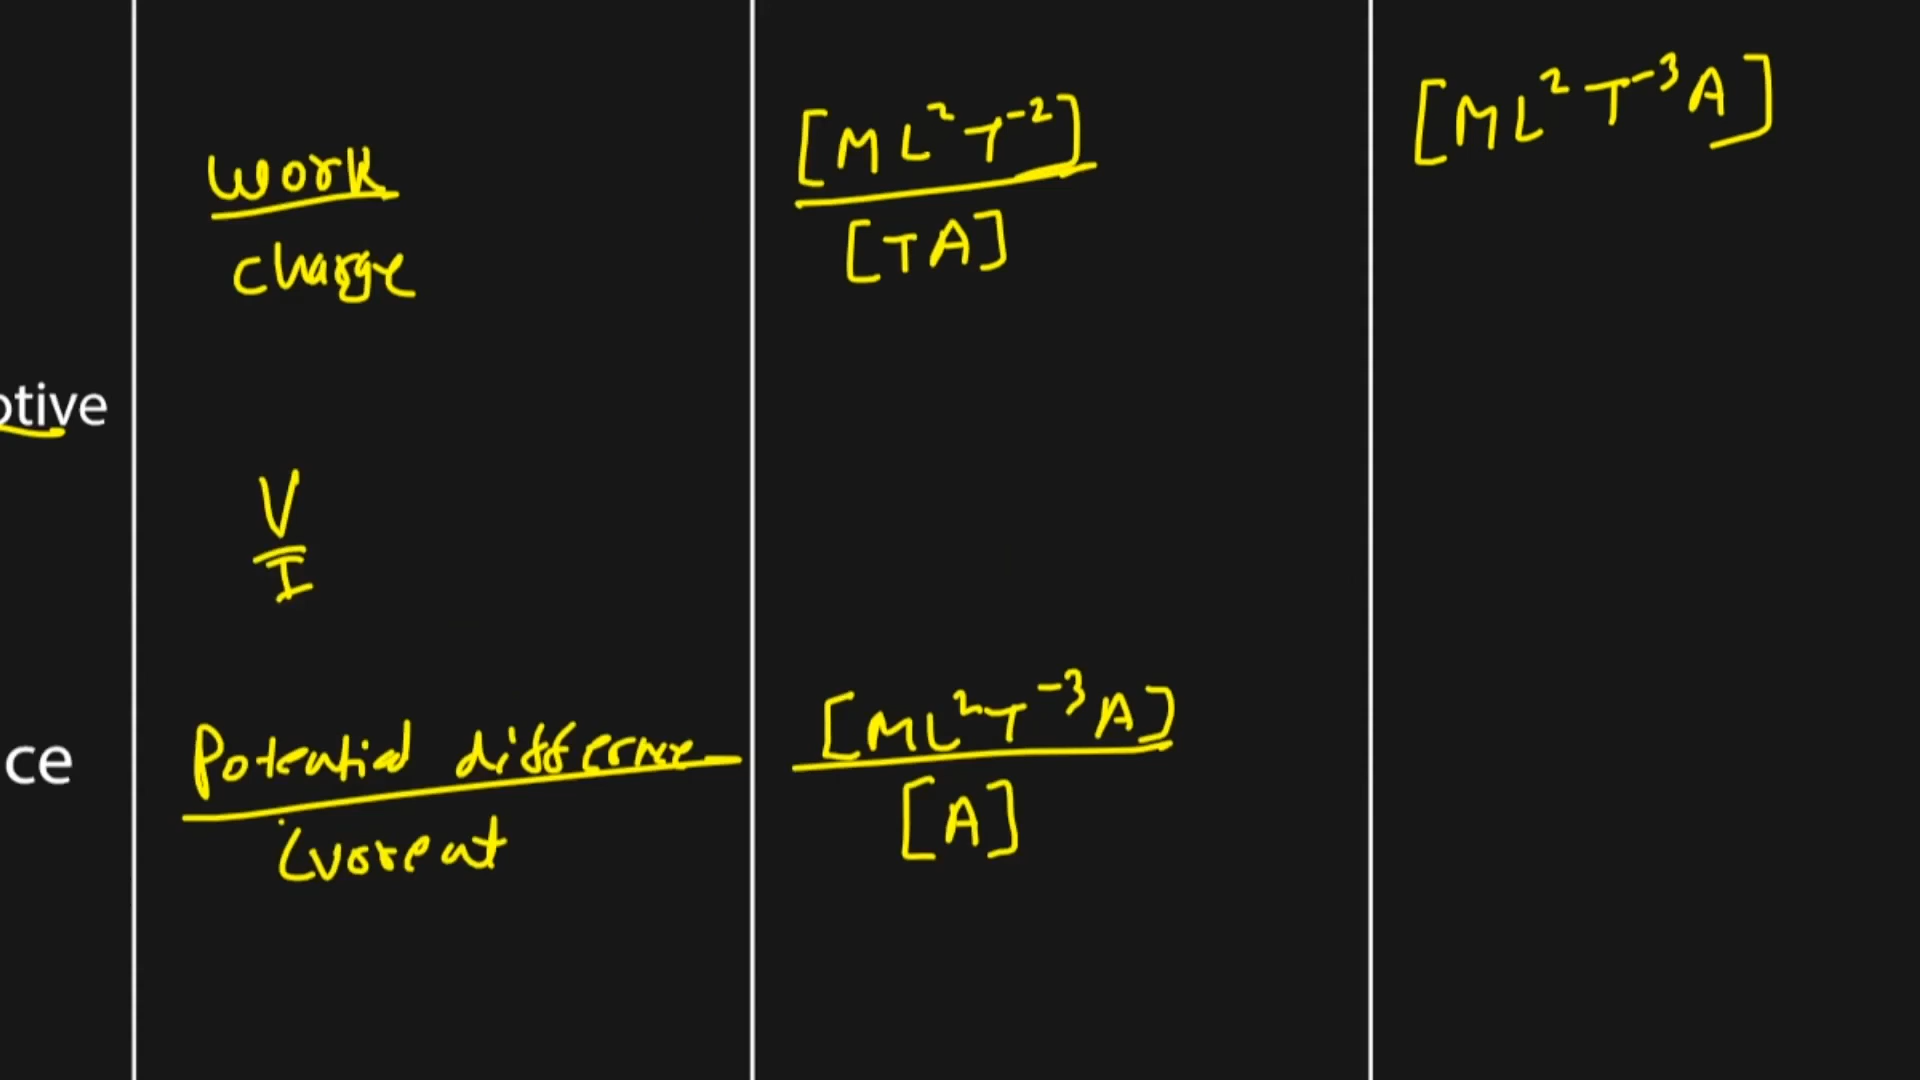 work
charge
[ML²T⁻²]
[TA]
[ML²T⁻³A]
otive
V
I
ce
Potential difference
Current
[ML²T⁻³A]
[A]